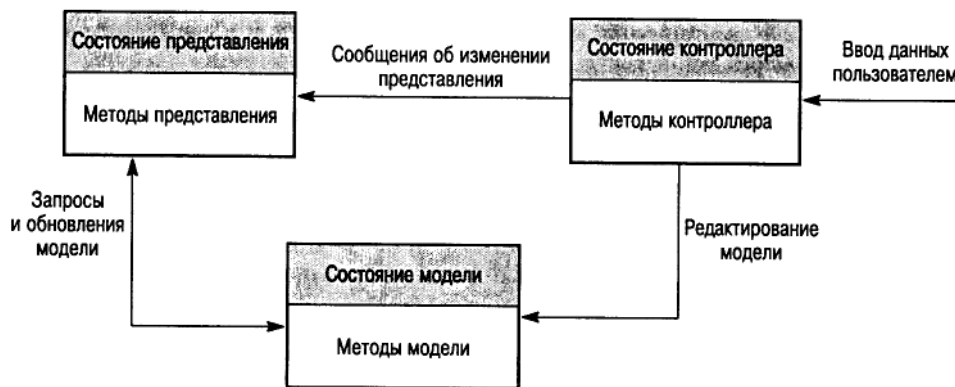 Состояние представления
Методы представления
Сообщения об изменении
представления
Состояние контроллера
Методы контроллера
Ввод данных
пользователем
Запросы
и обновления
модели
Редактирование
модели
Состояние модели
Методы модели